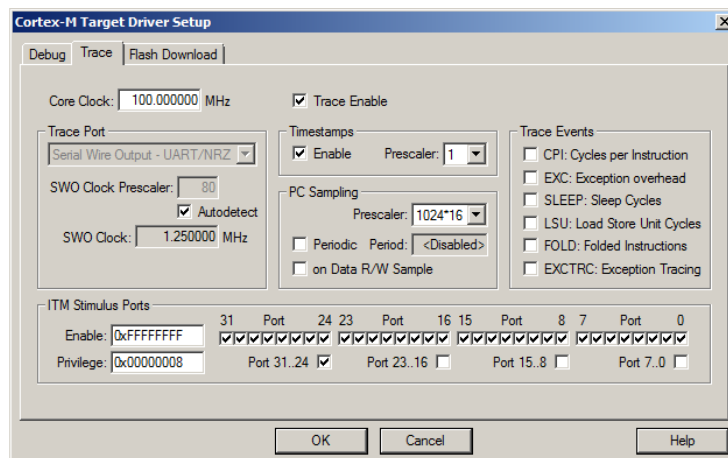 Cortex-M Target Driver Setup
Debug Trace Flash Download
Core Clock: 100.000000 MHz Trace Enable
Trace Port
Serial Wire Output - UART/NRZ
SWO Clock Prescaler: 80
Autodetect
SWO Clock: 1.250000 MHz
Timestamps
Enable Prescaler: 1
PC Sampling
Prescaler: 1024*16
Periodic Period: <Disabled>
on Data R/W Sample
Trace Events
CPI: Cycles per Instruction
EXC: Exception overhead
SLEEP: Sleep Cycles
LSU: Load Store Unit Cycles
FOLD: Folded Instructions
EXCTRC: Exception Tracing
ITM Stimulus Ports
31 Port 24 23 Port 16 15 Port 8 7 Port 0
Enable: 0xFFFFFFFF
Privilege: 0x00000008 Port 31..24 Port 23..16 Port 15..8 Port 7..0
OK Cancel Help